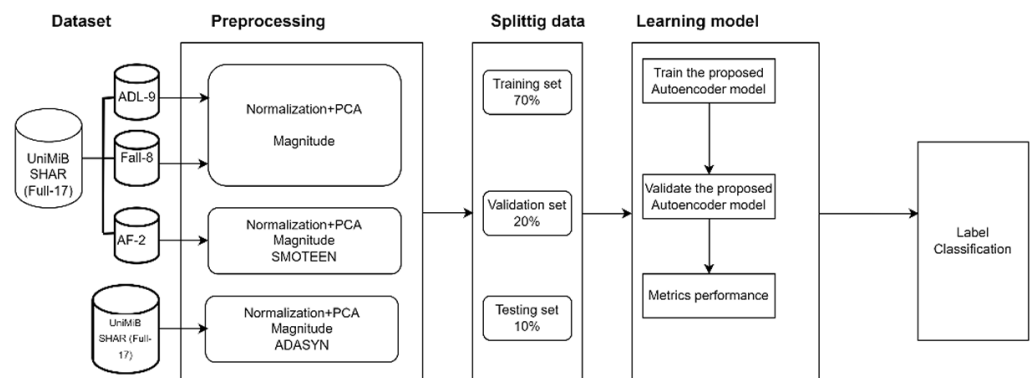 Dataset
Preprocessing
Splittig data
Learning model
UniMiB
SHAR
(Full-17)
ADL-9
Fall-8
AF-2
UniMiB
SHAR (Full-
17)
Normalization+PCA
Magnitude
Normalization+PCA
Magnitude
SMOTEEN
Normalization+PCA
Magnitude
ADASYN
Training set
70%
Validation set
20%
Testing set
10%
Train the proposed
Autoencoder model
Validate the proposed
Autoencoder model
Metrics performance
Label
Classification